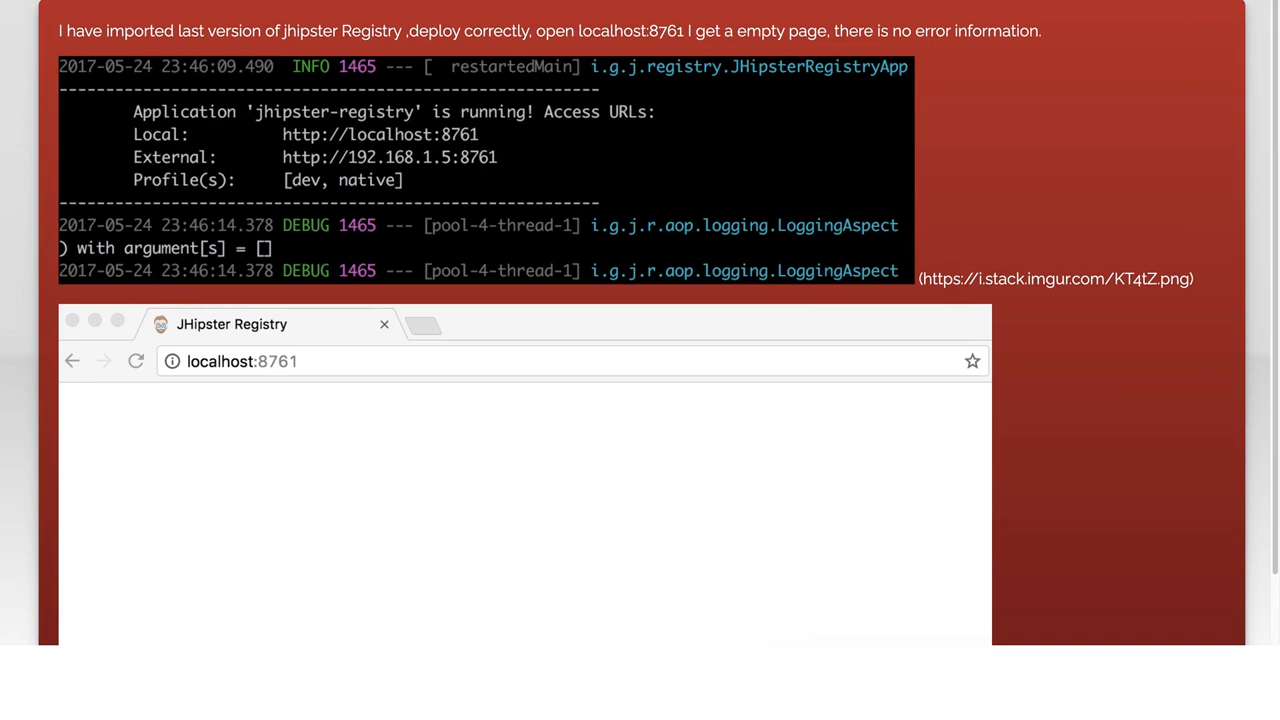 I have imported last version of jhipster Registry ,deploy correctly, open localhost:8761 I get a empty page, there is no error information.
2017-05-24 23:46:09.490  INFO 1465 --- [  restartedMain] i.g.j.registry.JHipsterRegistryApp
----------------------------------------------------------
Application 'jhipster-registry' is running! Access URLs:
Local: http://localhost:8761
External: http://192.168.1.5:8761
Profile(s): [dev, native]
----------------------------------------------------------
2017-05-24 23:46:14.378 DEBUG 1465 --- [pool-4-thread-1] i.g.j.r.aop.logging.LoggingAspect
) with argument[s] = []
2017-05-24 23:46:14.378 DEBUG 1465 --- [pool-4-thread-1] i.g.j.r.aop.logging.LoggingAspect
(https://i.stack.imgur.com/KT4tZ.png)
JHipster Registry
localhost:8761